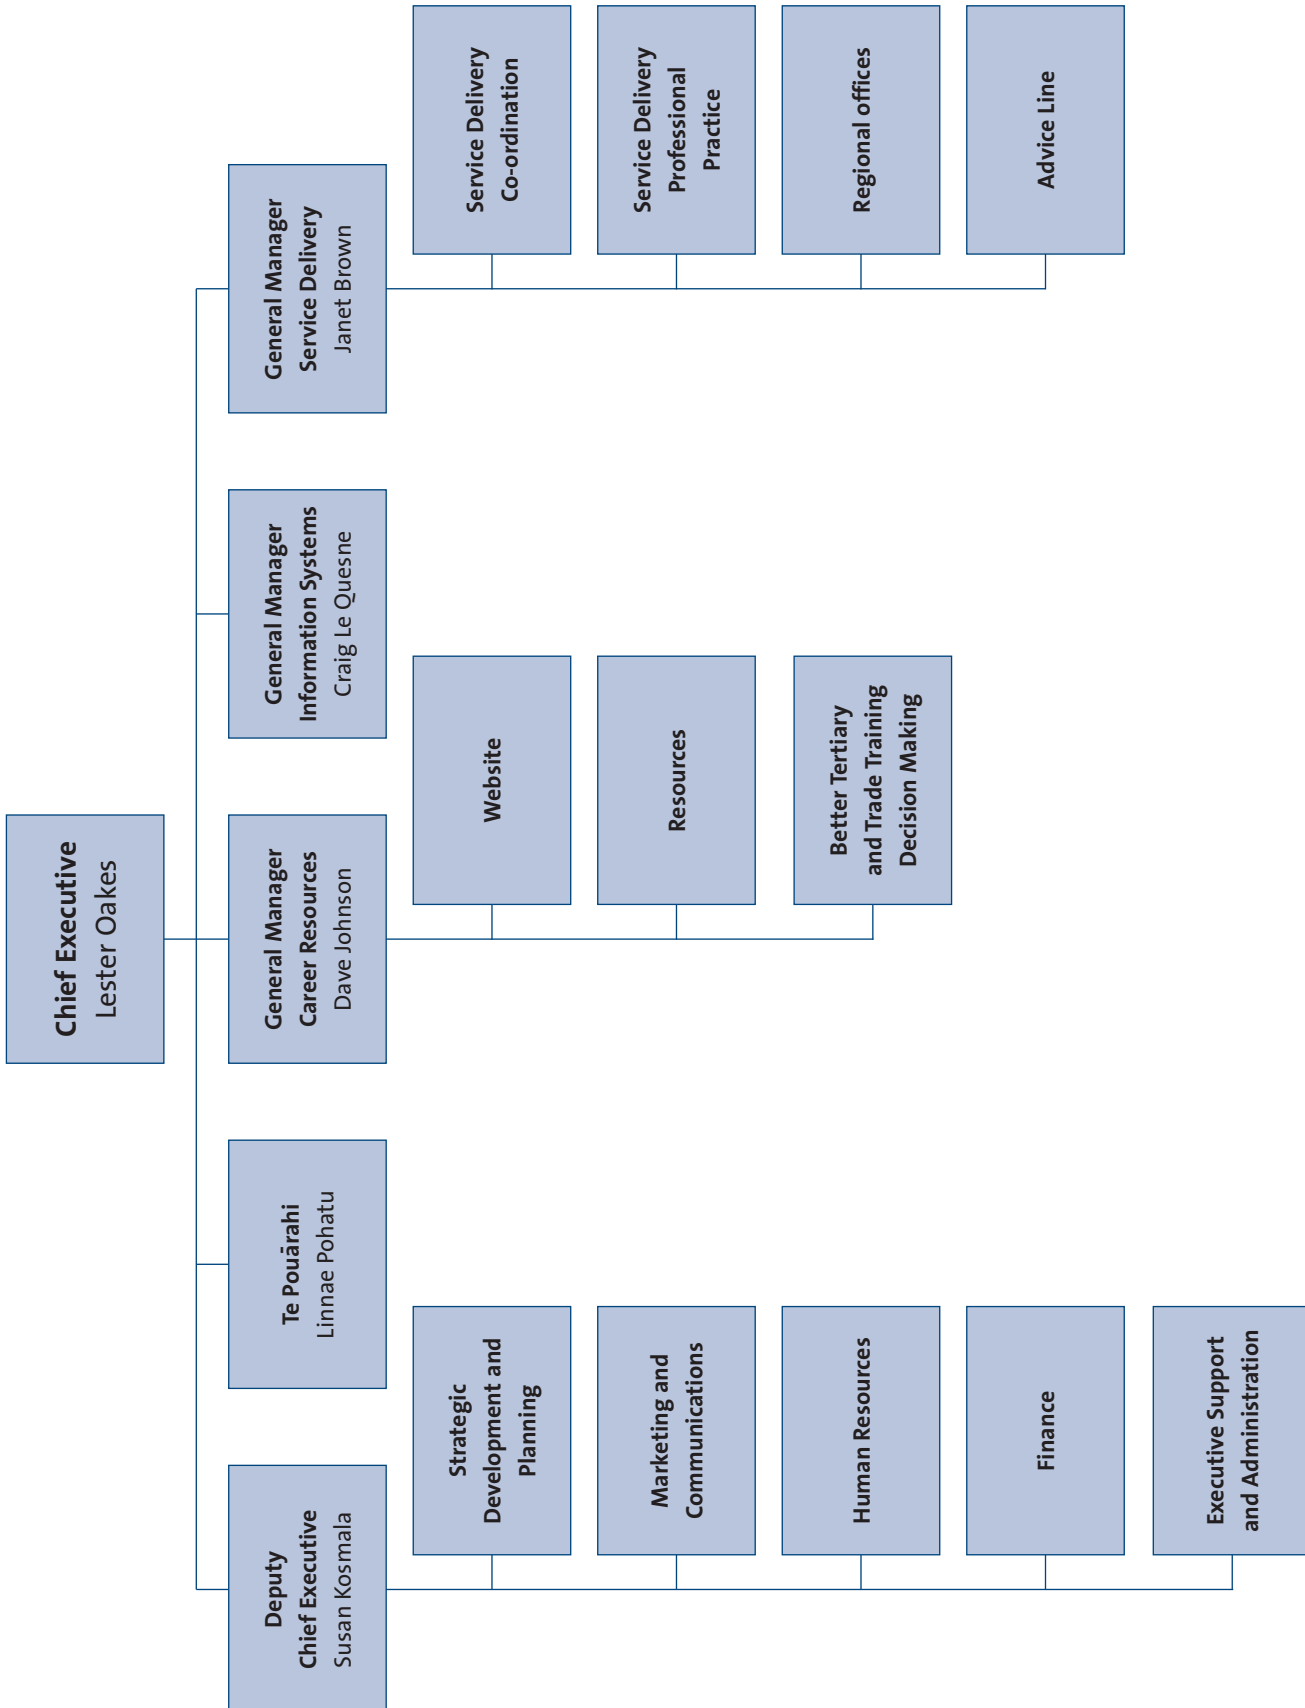 Chief Executive
Lester Oakes
Deputy
Chief Executive
Susan Kosmala
Te Pouārahi
Linnae Pohatu
General Manager
Career Resources
Dave Johnson
General Manager
Information Systems
Craig Le Quesne
General Manager
Service Delivery
Janet Brown
Strategic
Development and
Planning
Marketing and
Communications
Human Resources
Finance
Executive Support
and Administration
Website
Resources
Better Tertiary
and Trade Training
Decision Making
Service Delivery
Co-ordination
Service Delivery
Professional
Practice
Regional offices
Advice Line